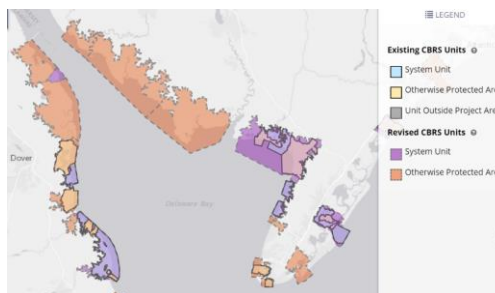 LEGEND
Existing CBRS Units
System Unit
Otherwise Protected Are
Unit Outside Project Area
Revised CBRS Units
System Unit
Otherwise Protected Are
Dover
Delaware Bay